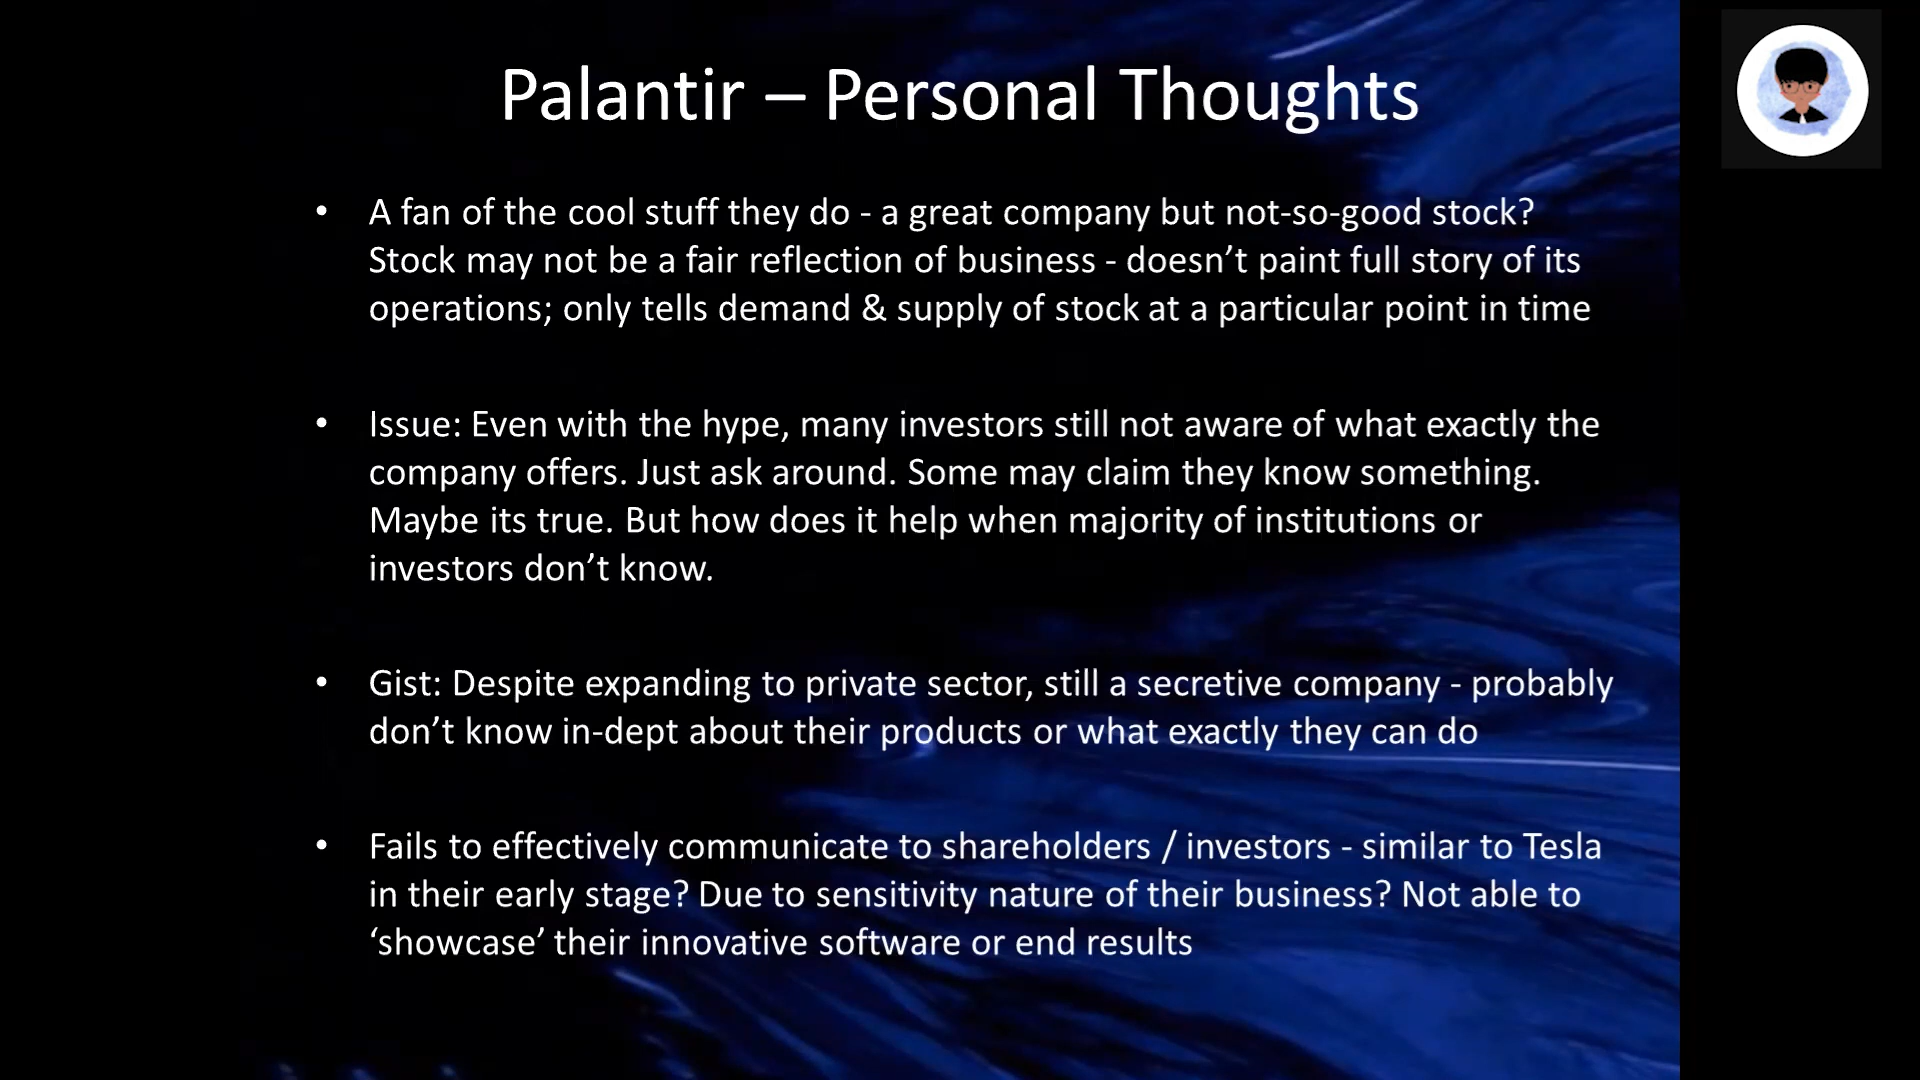 Palantir – Personal Thoughts
• A fan of the cool stuff they do - a great company but not-so-good stock?
Stock may not be a fair reflection of business - doesn’t paint full story of its
operations; only tells demand & supply of stock at a particular point in time
• Issue: Even with the hype, many investors still not aware of what exactly the
company offers. Just ask around. Some may claim they know something.
Maybe its true. But how does it help when majority of institutions or
investors don’t know.
• Gist: Despite expanding to private sector, still a secretive company - probably
don’t know in-dept about their products or what exactly they can do
• Fails to effectively communicate to shareholders / investors - similar to Tesla
in their early stage? Due to sensitivity nature of their business? Not able to
‘showcase’ their innovative software or end results